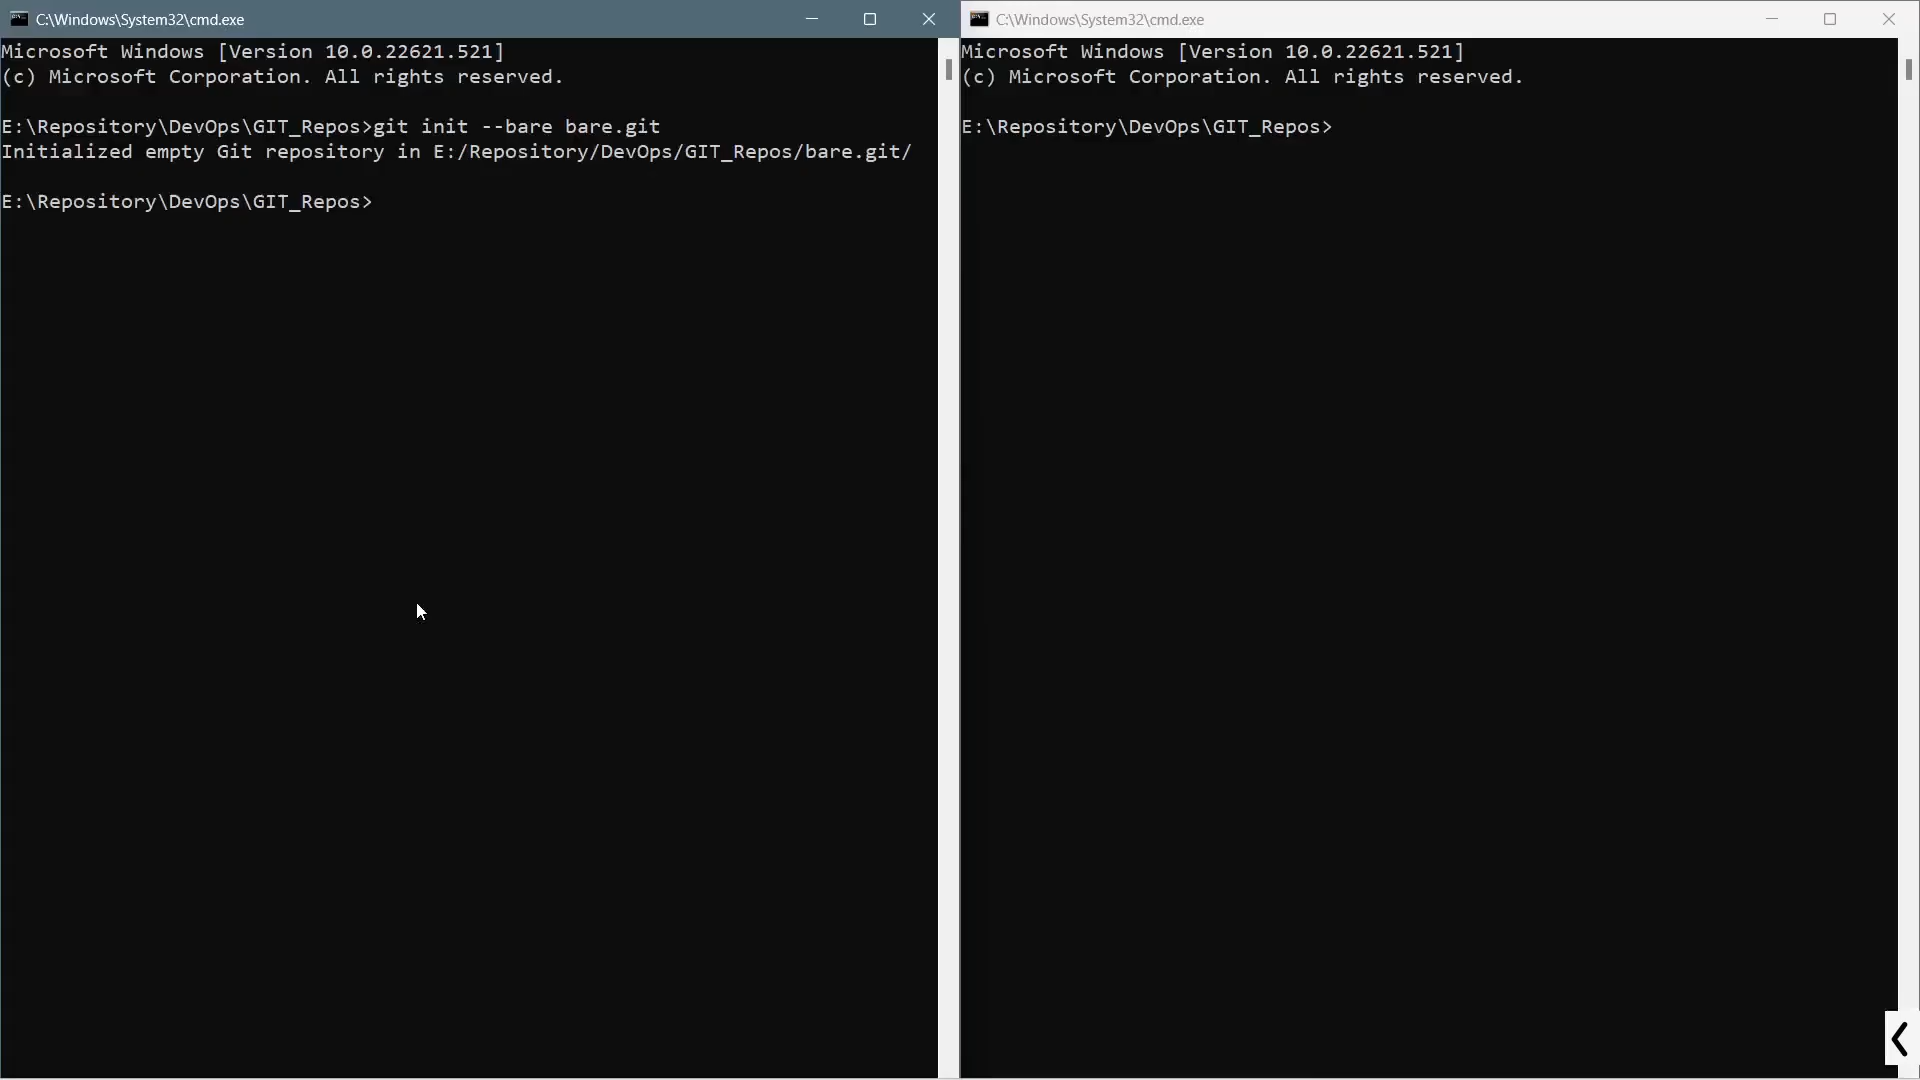 C:\Windows\System32\cmd.exe
Microsoft Windows [Version 10.0.22621.521]
(c) Microsoft Corporation. All rights reserved.
E:\Repository\DevOps\GIT_Repos>git init --bare bare.git
Initialized empty Git repository in E:/Repository/DevOps/GIT_Repos/bare.git/
E:\Repository\DevOps\GIT_Repos>
C:\Windows\System32\cmd.exe
Microsoft Windows [Version 10.0.22621.521]
(c) Microsoft Corporation. All rights reserved.
E:\Repository\DevOps\GIT_Repos>